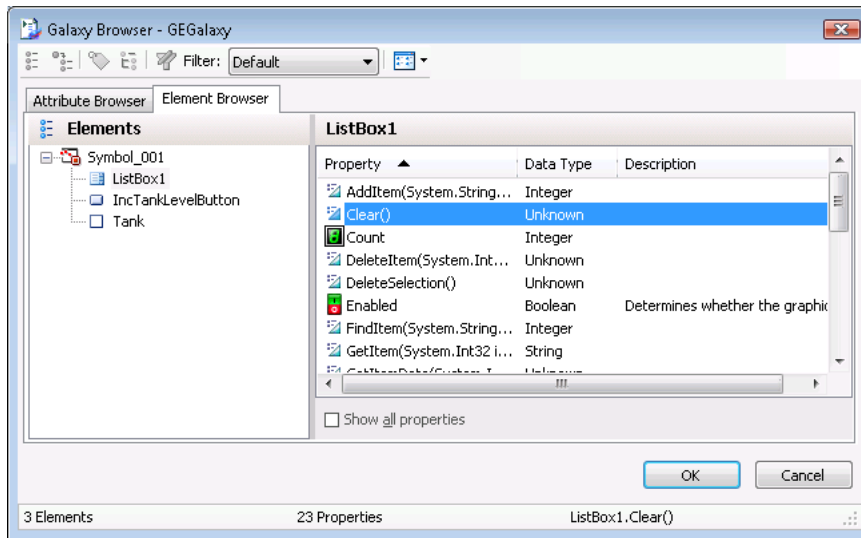 Galaxy Browser - GEGalaxy
Filter: Default
Attribute Browser Element Browser
Elements
Symbol_001
ListBox1
IncTankLevelButton
Tank
ListBox1
Property Data Type Description
AddItem(System.String... Integer
Clear() Unknown
Count Integer
DeleteItem(System.Int... Unknown
DeleteSelection() Unknown
Enabled Boolean Determines whether the graphic
FindItem(System.String... Integer
GetItem(System.Int32 i... String
Show all properties
OK Cancel
3 Elements 23 Properties ListBox1.Clear()